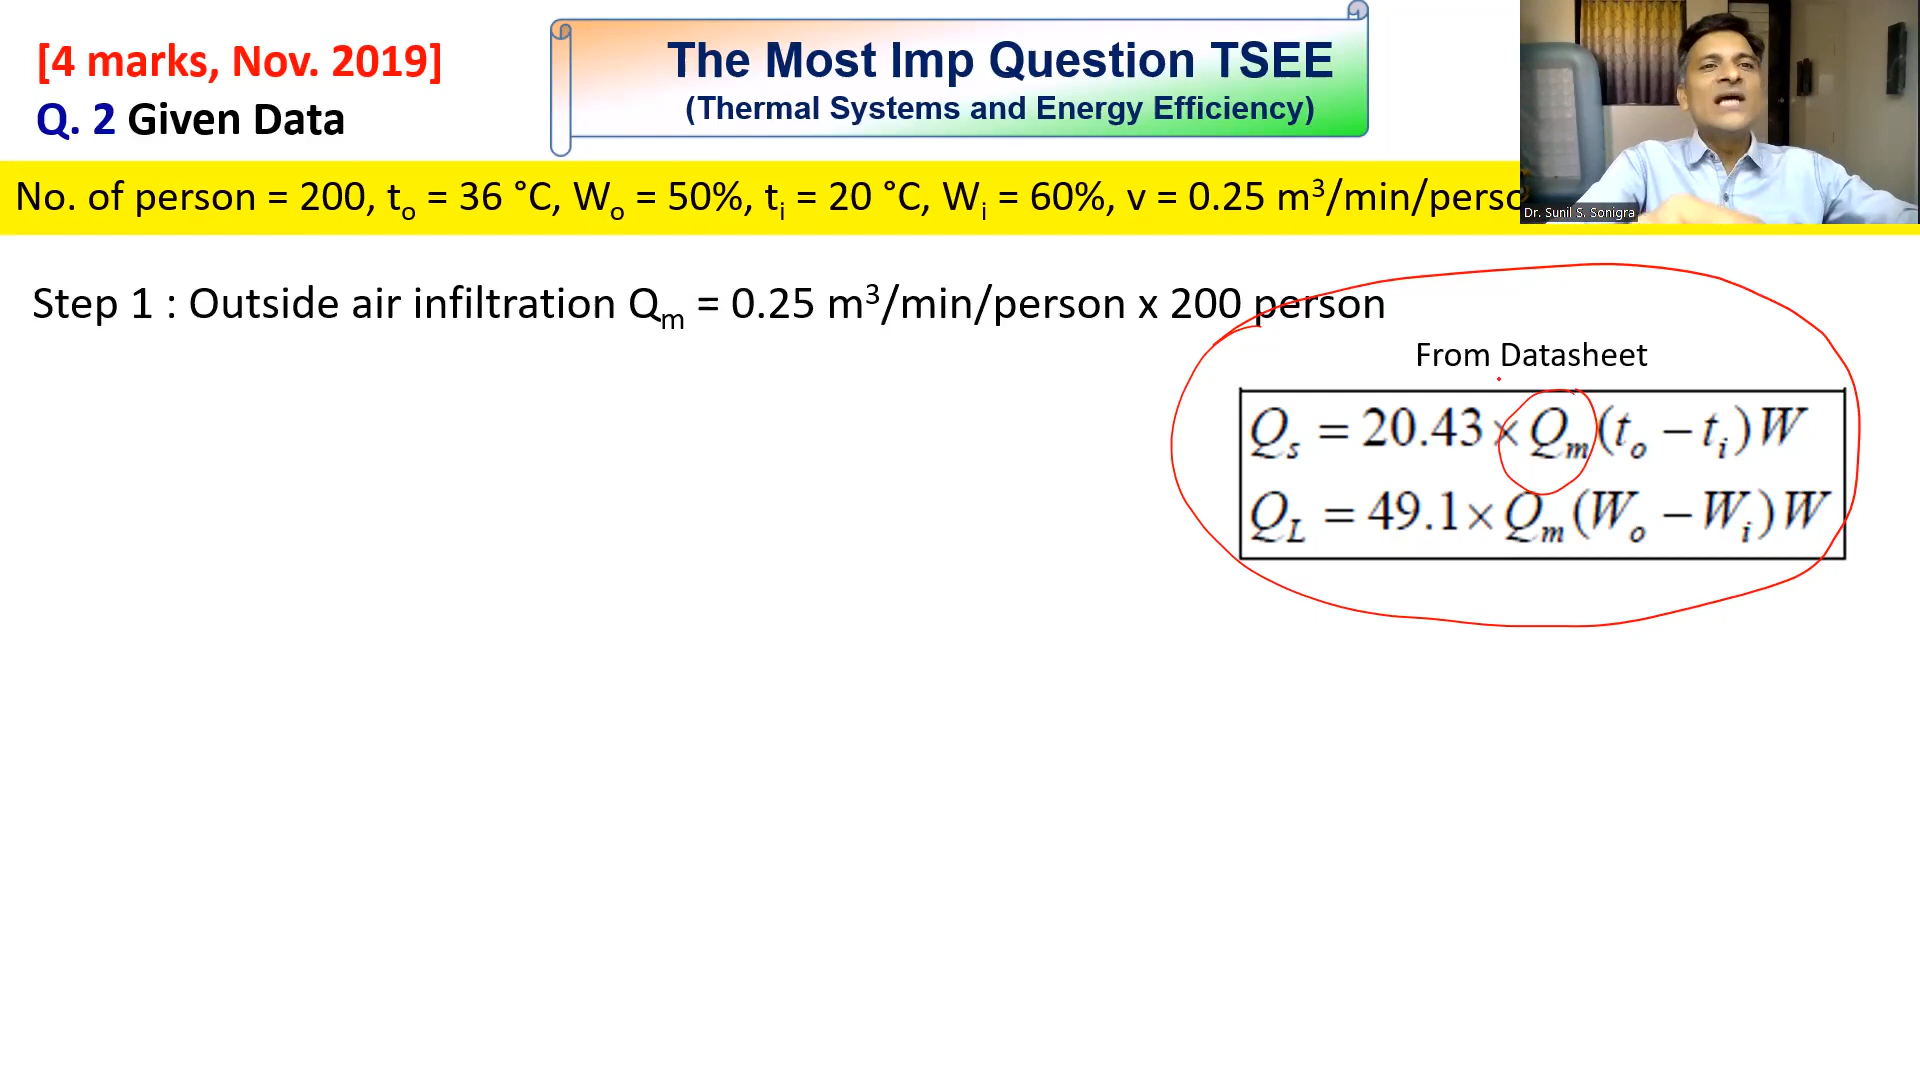 [4 marks, Nov. 2019]
Q. 2 Given Data
The Most Imp Question TSEE
(Thermal Systems and Energy Efficiency)
No. of person = 200, tₒ = 36 °C, Wₒ = 50%, tᵢ = 20 °C, Wᵢ = 60%, v = 0.25 m³/min/perso
Dr. Sunil S. Sonigra
Step 1 : Outside air infiltration Qₘ = 0.25 m³/min/person x 200 person
From Datasheet
Qₛ = 20.43 × Qₘ (tₒ − tᵢ) W
Q_L = 49.1 × Qₘ (Wₒ − Wᵢ) W